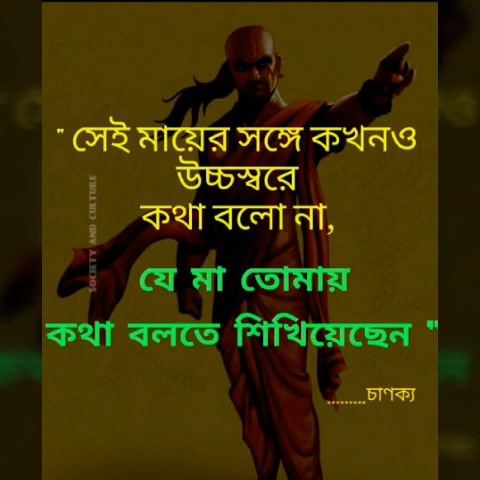 " সেই মায়ের সঙ্গে কখনও
উচ্চস্বরে
কথা বলো না,
যে মা তোমায়
কথা বলতে শিখিয়েছেন "
.........চাণক্য
SOCIETY AND CULTURE